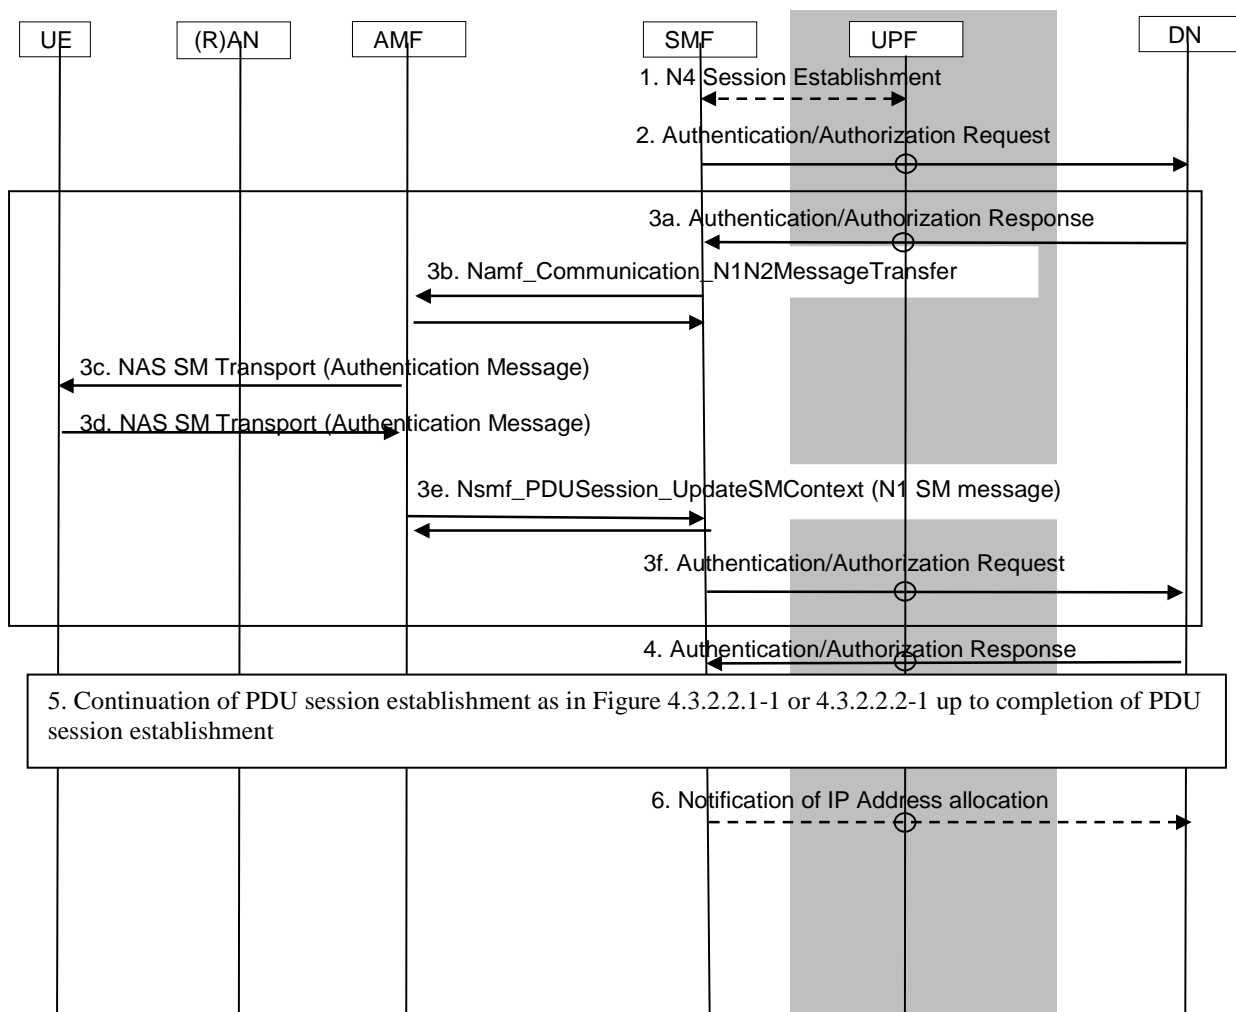 UE
(R)AN
AMF
SMF
UPF
DN
1. N4 Session Establishment
2. Authentication/Authorization Request
3a. Authentication/Authorization Response
3b. Namf_Communication_N1N2MessageTransfer
3c. NAS SM Transport (Authentication Message)
3d. NAS SM Transport (Authentication Message)
3e. Nsmf_PDUSession_UpdateSMContext (N1 SM message)
3f. Authentication/Authorization Request
4. Authentication/Authorization Response
5. Continuation of PDU session establishment as in Figure 4.3.2.2.1-1 or 4.3.2.2.2-1 up to completion of PDU
session establishment
6. Notification of IP Address allocation